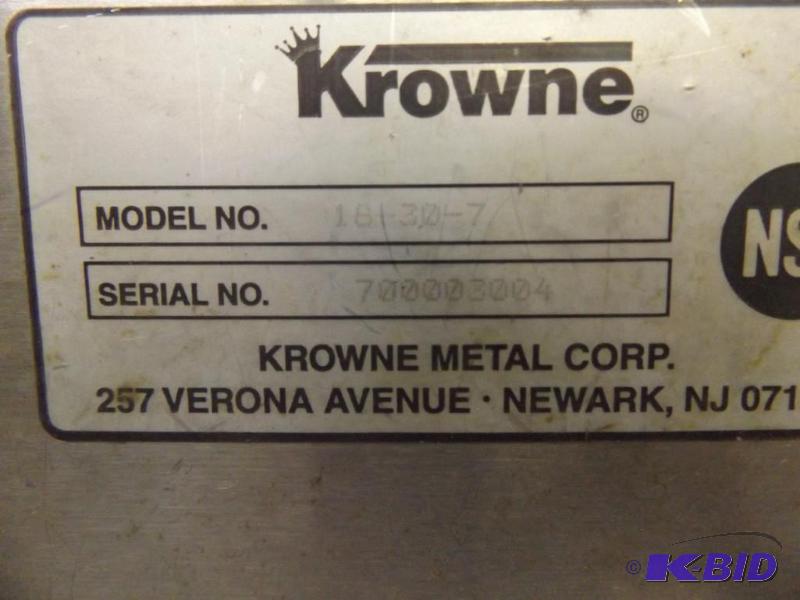 Krowne®
MODEL NO. 18-30-7
SERIAL NO. 700003004
NS
KROWNE METAL CORP.
257 VERONA AVENUE · NEWARK, NJ 071
© K-BID